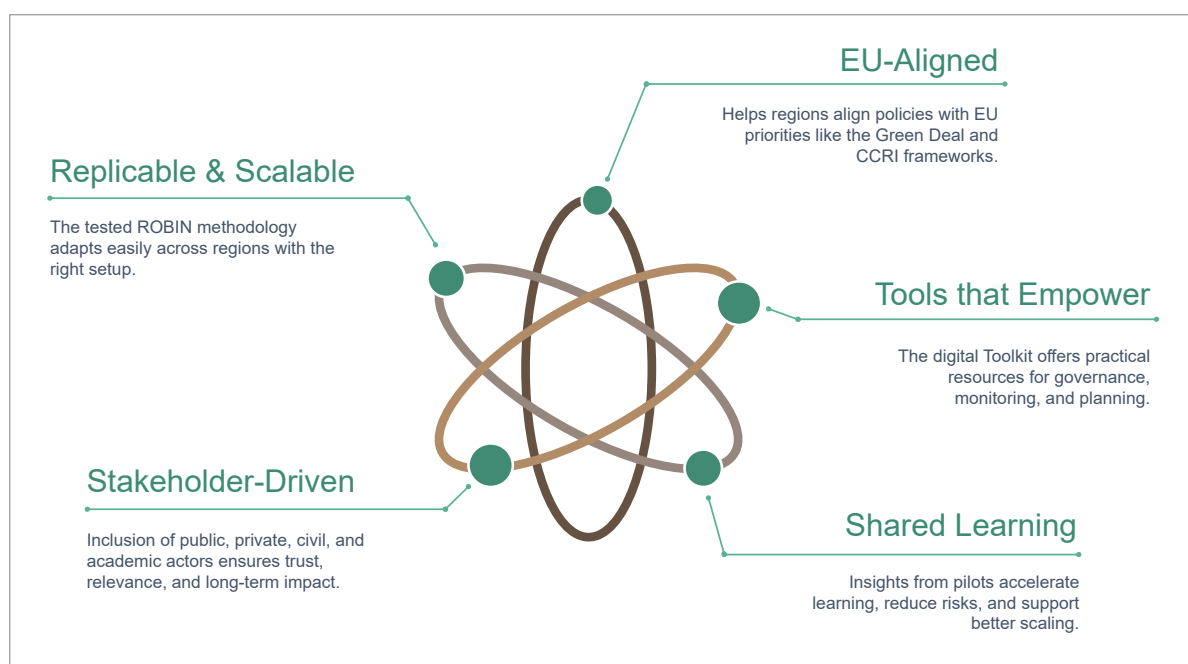 EU-Aligned
Helps regions align policies with EU
priorities like the Green Deal and
CCRI frameworks.
Replicable & Scalable
The tested ROBIN methodology
adapts easily across regions with the
right setup.
Tools that Empower
The digital Toolkit offers practical
resources for governance,
monitoring, and planning.
Stakeholder-Driven
Inclusion of public, private, civil, and
academic actors ensures trust,
relevance, and long-term impact.
Shared Learning
Insights from pilots accelerate
learning, reduce risks, and support
better scaling.